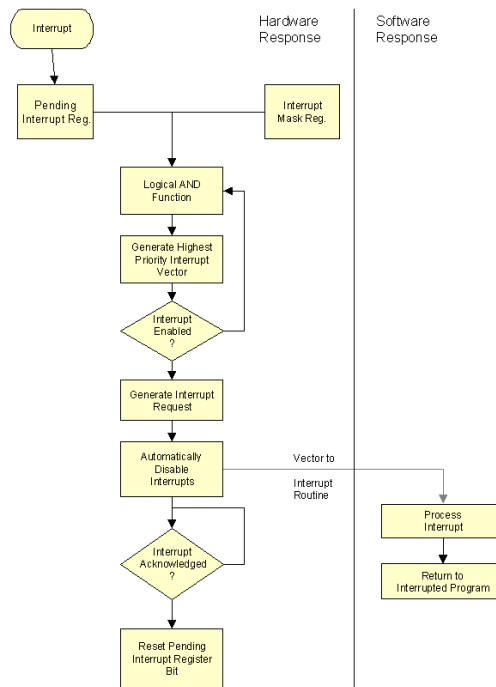 Hardware
Response
Software
Response
Interrupt
Pending
Interrupt Reg.
Interrupt
Mask Reg.
Logical AND
Function
Generate Highest
Priority Interrupt
Vector
Interrupt
Enabled
?
Generate Interrupt
Request
Automatically
Disable
Interrupts
Vector to
Interrupt
Routine
Process
Interrupt
Interrupt
Acknowledged
?
Return to
Interrupted Program
Reset Pending
Interrupt Register
Bit